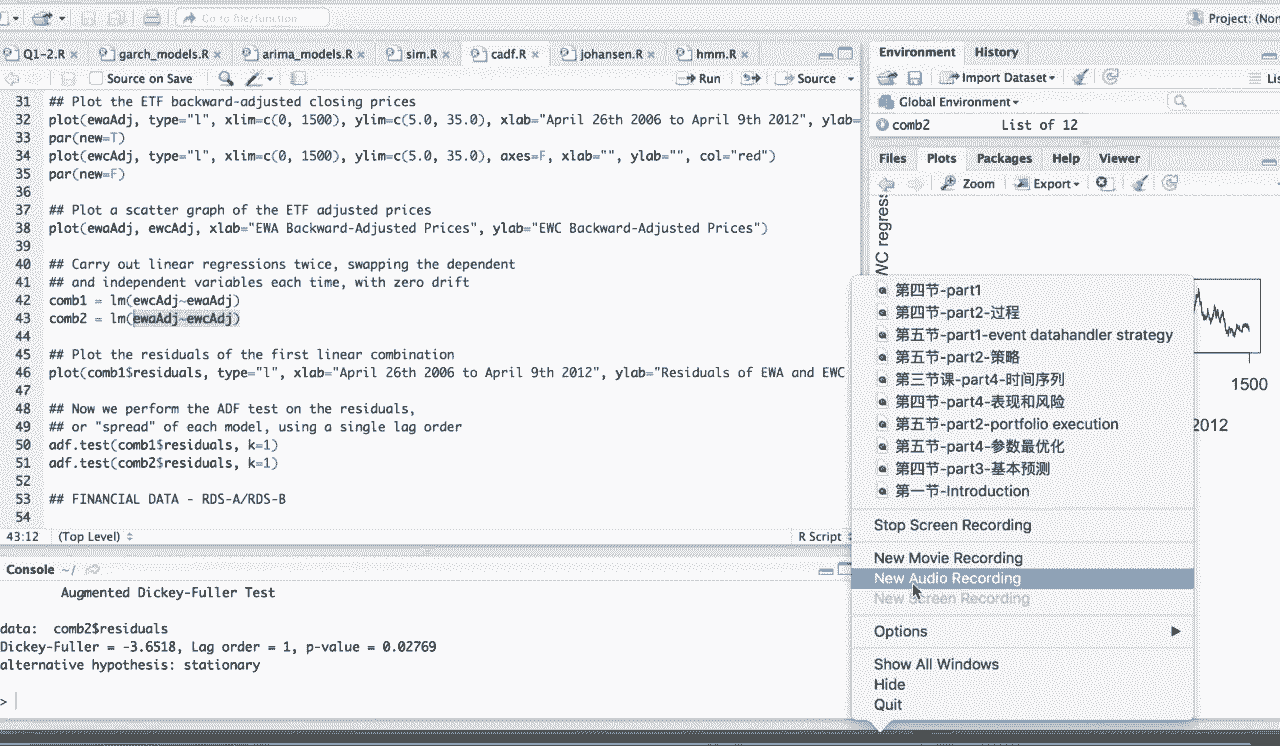 Go to file/function
Project: (Non
Q1-2.R × garch_models.R × arima_models.R × sim.R × cadf.R × johansen.R × hmm.R ×
Source on Save Run Source
31 ## Plot the ETF backward-adjusted closing prices
32 plot(ewaAdj, type="l", xlim=c(0, 1500), ylim=c(5.0, 35.0), xlab="April 26th 2006 to April 9th 2012", ylab=
33 par(new=T)
34 plot(ewcAdj, type="l", xlim=c(0, 1500), ylim=c(5.0, 35.0), axes=F, xlab="", ylab="", col="red")
35 par(new=F)
36
37 ## Plot a scatter graph of the ETF adjusted prices
38 plot(ewaAdj, ewcAdj, xlab="EWA Backward-Adjusted Prices", ylab="EWC Backward-Adjusted Prices")
39
40 ## Carry out linear regressions twice, swapping the dependent
41 ## and independent variables each time, with zero drift
42 comb1 = lm(ewcAdj~ewaAdj)
43 comb2 = lm(ewaAdj~ewcAdj)
44
45 ## Plot the residuals of the first linear combination
46 plot(comb1$residuals, type="l", xlab="April 26th 2006 to April 9th 2012", ylab="Residuals of EWA and EWC
47
48 ## Now we perform the ADF test on the residuals,
49 ## or "spread" of each model, using a single lag order
50 adf.test(comb1$residuals, k=1)
51 adf.test(comb2$residuals, k=1)
52
53 ## FINANCIAL DATA - RDS-A/RDS-B
54
43:12 (Top Level) R Script
Console ~/
Augmented Dickey-Fuller Test
data: comb2$residuals
Dickey-Fuller = -3.6518, Lag order = 1, p-value = 0.02769
alternative hypothesis: stationary
>
Environment History
Import Dataset Lis
Global Environment
comb2 List of 12
Files Plots Packages Help Viewer
Zoom Export
WC regress
1500
2012
第四节-part1
第四节-part2-过程
第五节-part1-event datahandler strategy
第五节-part2-策略
第三节课-part4-时间序列
第四节-part4-表现和风险
第五节-part2-portfolio execution
第五节-part4-参数最优化
第四节-part3-基本预测
第一节-Introduction
Stop Screen Recording
New Movie Recording
New Audio Recording
New Screen Recording
Options
Show All Windows
Hide
Quit